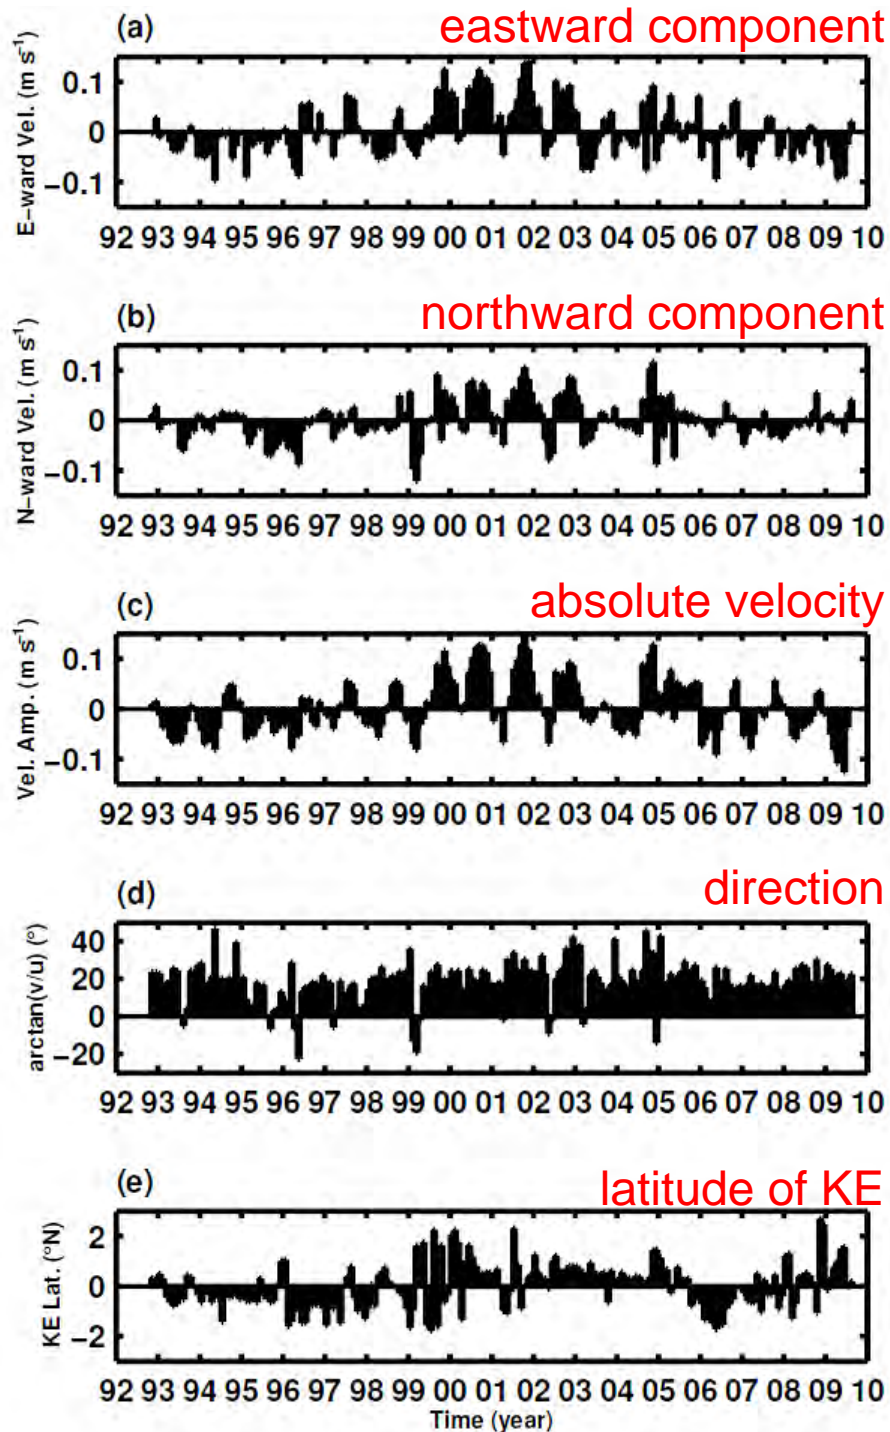 (a) eastward component
E-ward Vel. (m s⁻¹)
0.1
0
−0.1
92 93 94 95 96 97 98 99 00 01 02 03 04 05 06 07 08 09 10
(b) northward component
N-ward Vel. (m s⁻¹)
0.1
0
−0.1
92 93 94 95 96 97 98 99 00 01 02 03 04 05 06 07 08 09 10
(c) absolute velocity
Vel. Amp. (m s⁻¹)
0.1
0
−0.1
92 93 94 95 96 97 98 99 00 01 02 03 04 05 06 07 08 09 10
(d) direction
arctan(v/u) (°)
40
20
0
−20
92 93 94 95 96 97 98 99 00 01 02 03 04 05 06 07 08 09 10
(e) latitude of KE
KE Lat. (°N)
2
0
−2
92 93 94 95 96 97 98 99 00 01 02 03 04 05 06 07 08 09 10
Time (year)